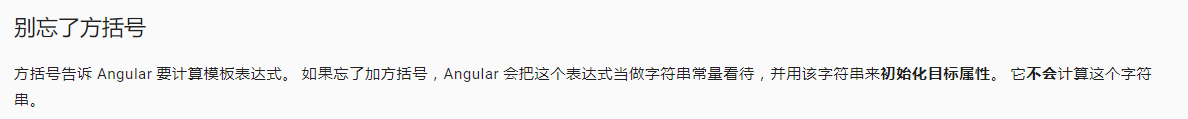 别忘了方括号
方括号告诉 Angular 要计算模板表达式。 如果忘了加方括号，Angular 会把这个表达式当做字符串常量看待，并用该字符串来初始化目标属性。 它不会计算这个字符
串。